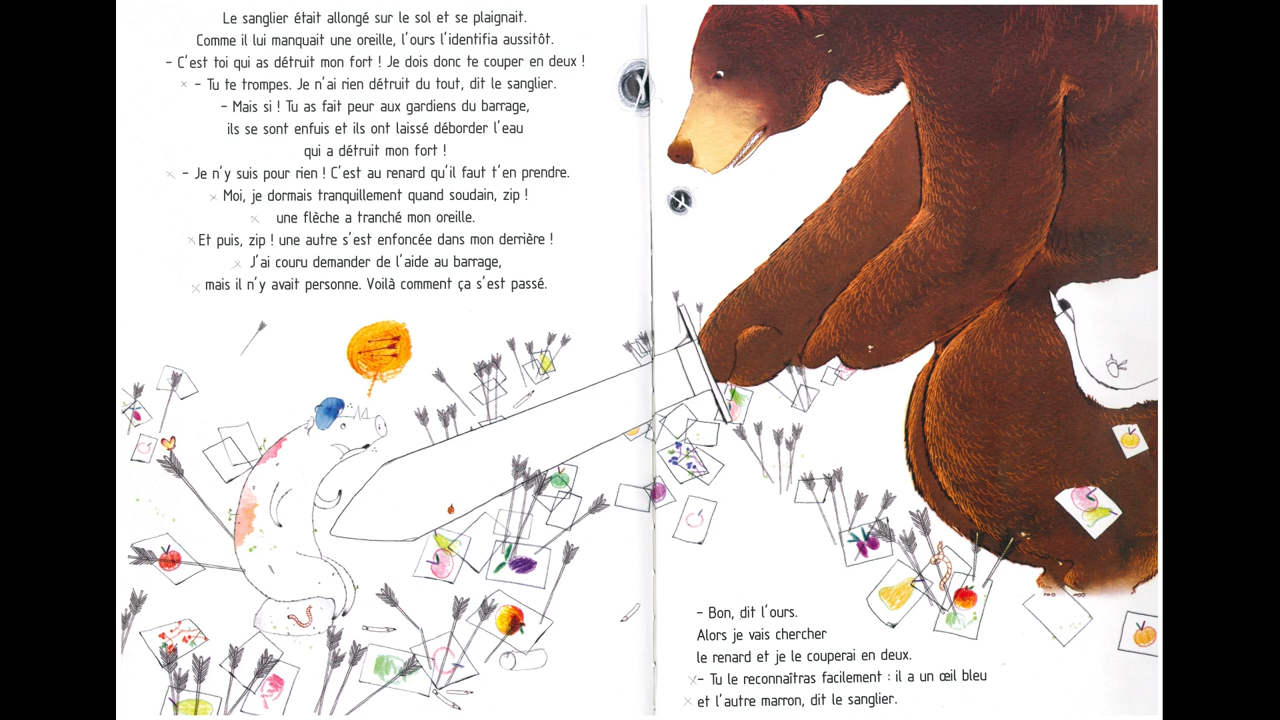 Le sanglier était allongé sur le sol et se plaignait.
Comme il lui manquait une oreille, l'ours l'identifia aussitôt.
- C'est toi qui as détruit mon fort ! Je dois donc te couper en deux !
- Tu te trompes. Je n'ai rien détruit du tout, dit le sanglier.
- Mais si ! Tu as fait peur aux gardiens du barrage,
ils se sont enfuis et ils ont laissé déborder l'eau
qui a détruit mon fort !
- Je n'y suis pour rien ! C'est au renard qu'il faut t'en prendre.
Moi, je dormais tranquillement quand soudain, zip !
une flèche a tranché mon oreille.
Et puis, zip ! une autre s'est enfoncée dans mon derrière !
J'ai couru demander de l'aide au barrage,
mais il n'y avait personne. Voilà comment ça s'est passé.
- Bon, dit l'ours.
Alors je vais chercher
le renard et je le couperai en deux.
- Tu le reconnaîtras facilement : il a un œil bleu
et l'autre marron, dit le sanglier.